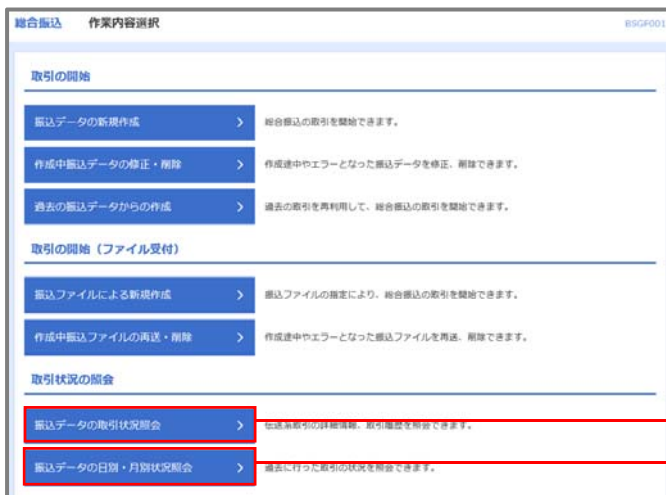 総合振込 作業内容選択 BSGF001
取引の開始
振込データの新規作成 総合振込の取引を開始できます。
作成中振込データの修正・削除 作成途中やエラーとなった振込データを修正、削除できます。
過去の振込データからの作成 過去の取引を再利用して、総合振込の取引を開始できます。
取引の開始（ファイル受付）
振込ファイルによる新規作成 振込ファイルの指定により、総合振込の取引を開始できます。
作成中振込ファイルの再送・削除 作成途中やエラーとなった振込ファイルを再送、削除できます。
取引状況の照会
振込データの取引状況照会 伝送系取引の詳細情報、取引履歴を照会できます。
振込データの日別・月別状況照会 過去に行った取引の状況を照会できます。